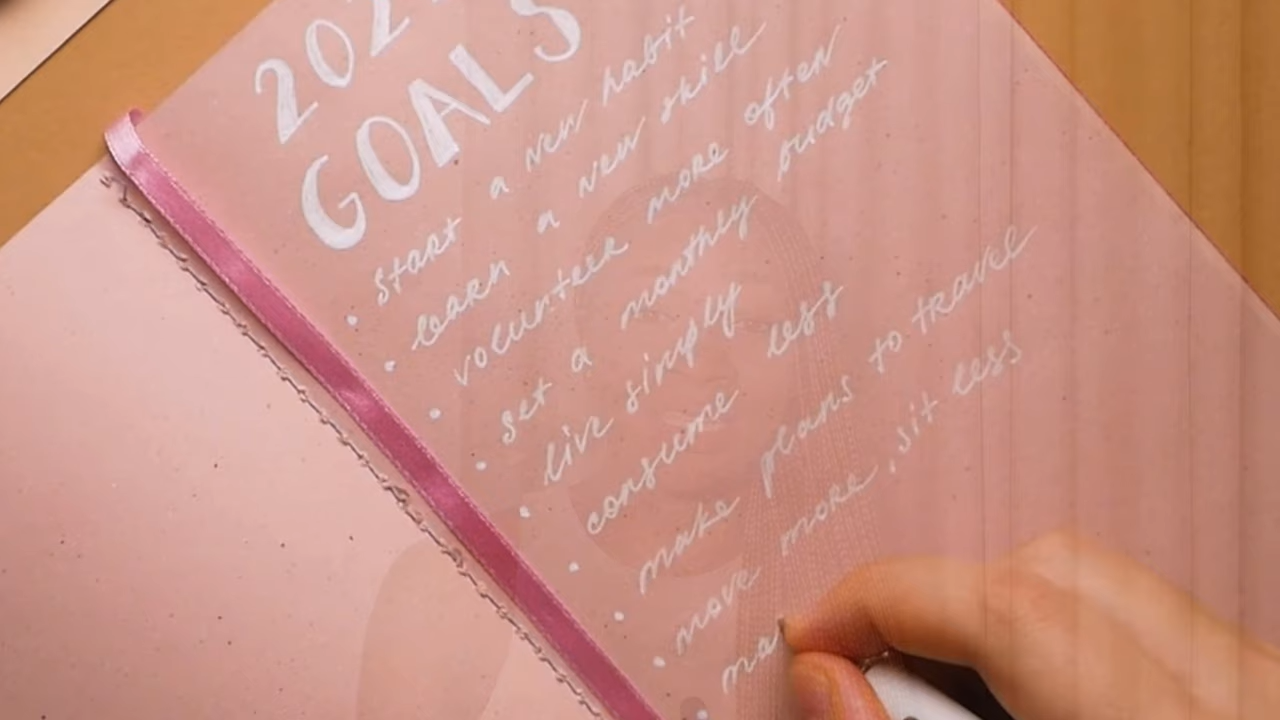 GOALS
start a new habit
learn a new skill
volunteer more often
set a monthly budget
live simply
consume less
make plans to travel
move more, sit less